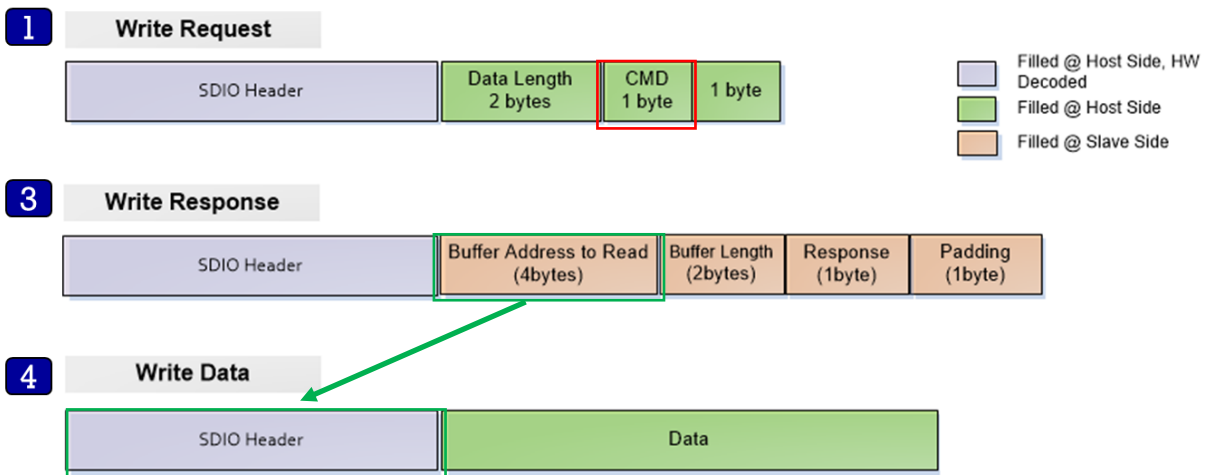 1
Write Request
SDIO Header
Data Length
2 bytes
CMD
1 byte
1 byte
Filled @ Host Side, HW
Decoded
Filled @ Host Side
Filled @ Slave Side
3
Write Response
SDIO Header
Buffer Address to Read
(4bytes)
Buffer Length
(2bytes)
Response
(1byte)
Padding
(1byte)
4
Write Data
SDIO Header
Data